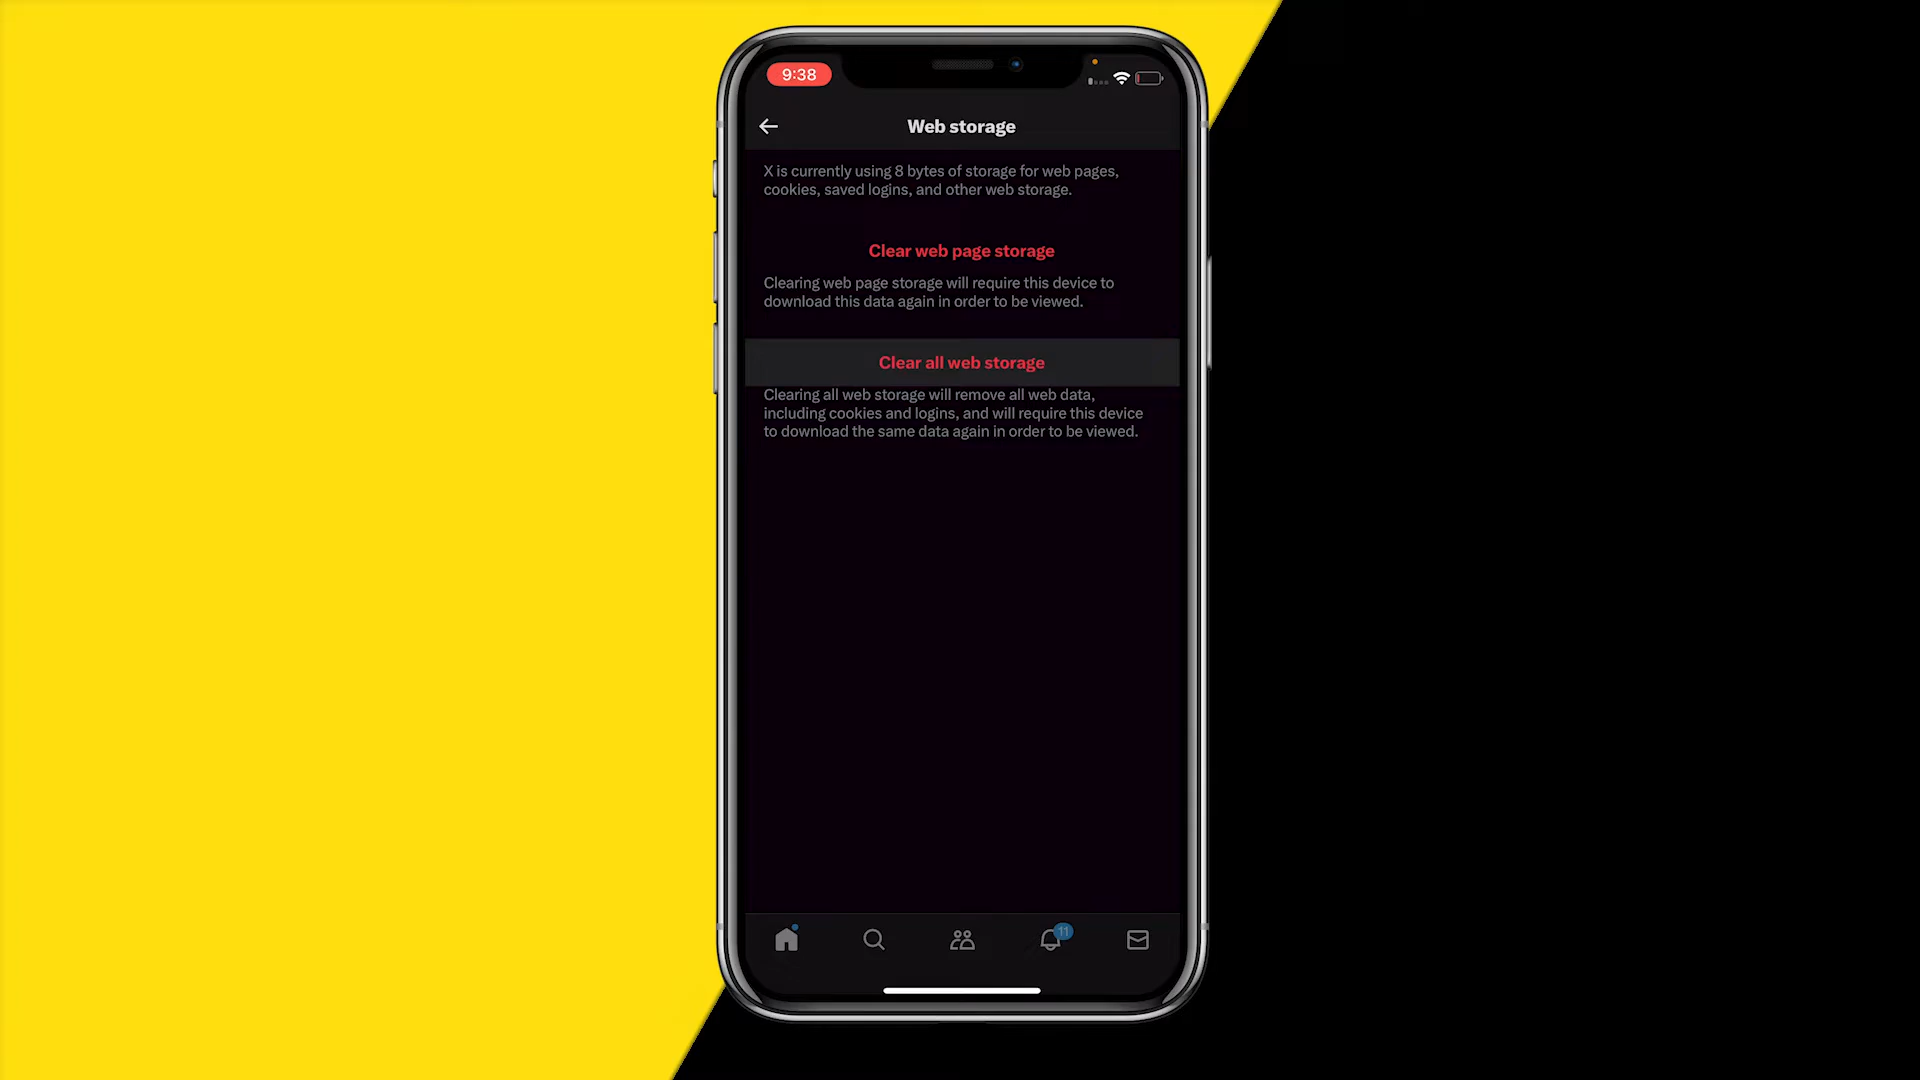 9:38
Web storage
X is currently using 8 bytes of storage for web pages,
cookies, saved logins, and other web storage.
Clear web page storage
Clearing web page storage will require this device to
download this data again in order to be viewed.
Clear all web storage
Clearing all web storage will remove all web data,
including cookies and logins, and will require this device
to download the same data again in order to be viewed.
11